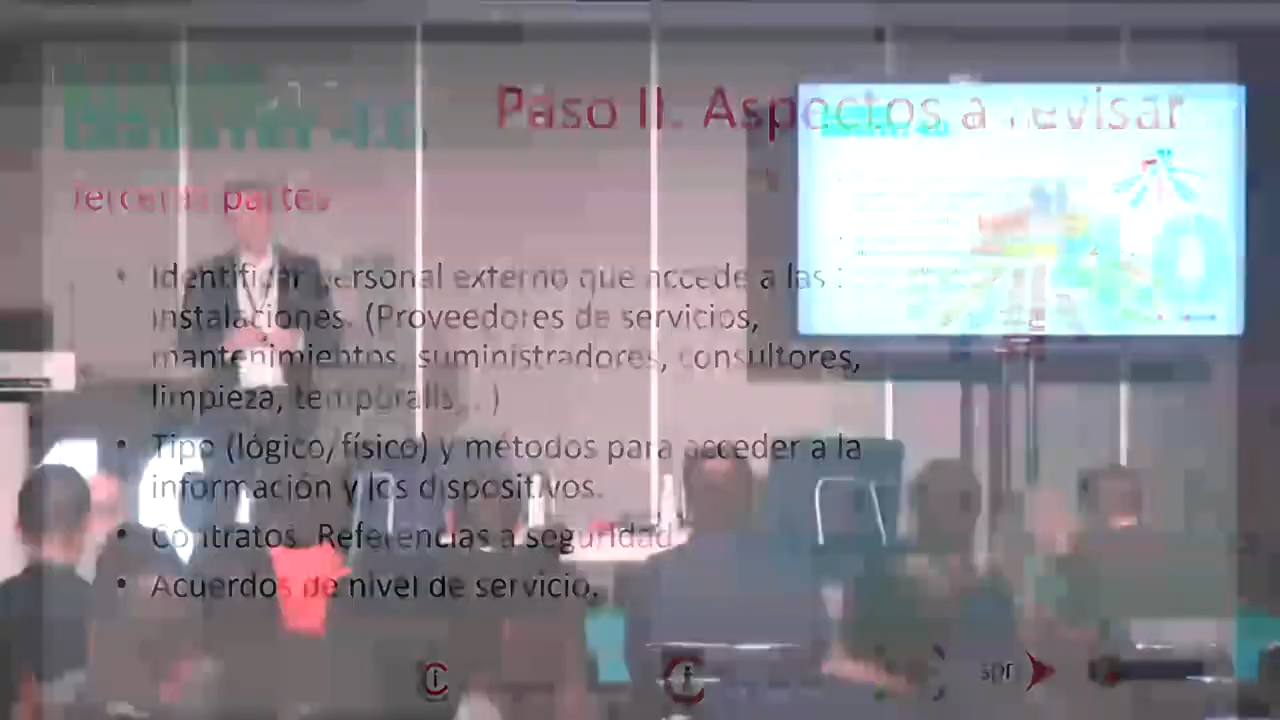 Paso II. Aspectos a revisar
Terceras partes
• Identificar personal externo que accede a las
instalaciones. (Proveedores de servicios,
mantenimientos, suministradores, consultores,
limpieza, temporalis,..)
• Tipo (lógico/físico) y métodos para acceder a la
información y los dispositivos.
• Contratos. Referencias a seguridad
• Acuerdos de nivel de servicio.
spri